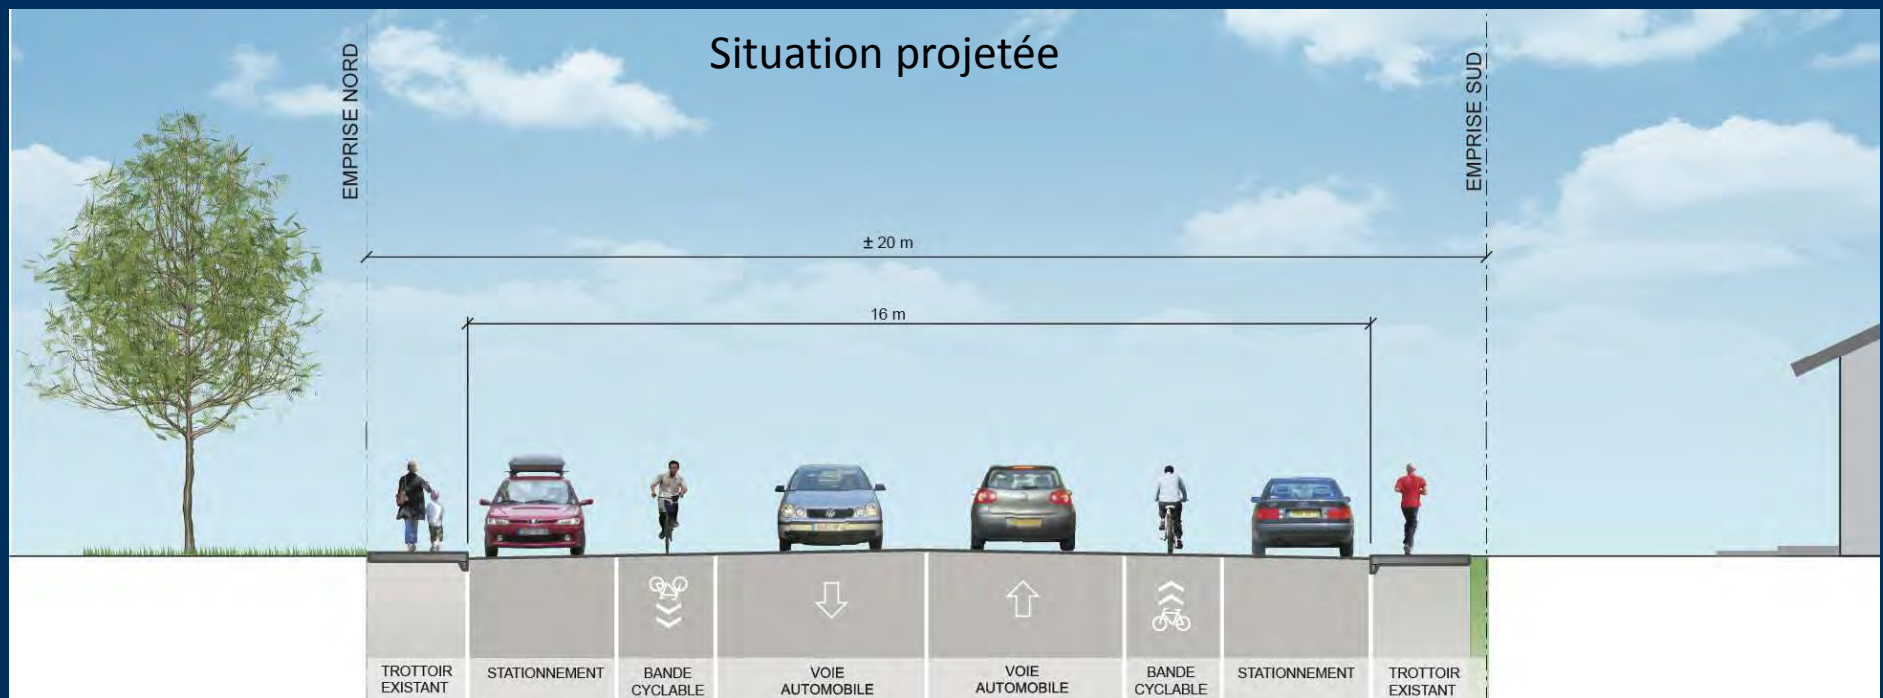 Situation projetée
EMPRISE NORD
EMPRISE SUD
± 20 m
16 m
TROTTOIR
EXISTANT
STATIONNEMENT
BANDE
CYCLABLE
VOIE
AUTOMOBILE
VOIE
AUTOMOBILE
BANDE
CYCLABLE
STATIONNEMENT
TROTTOIR
EXISTANT